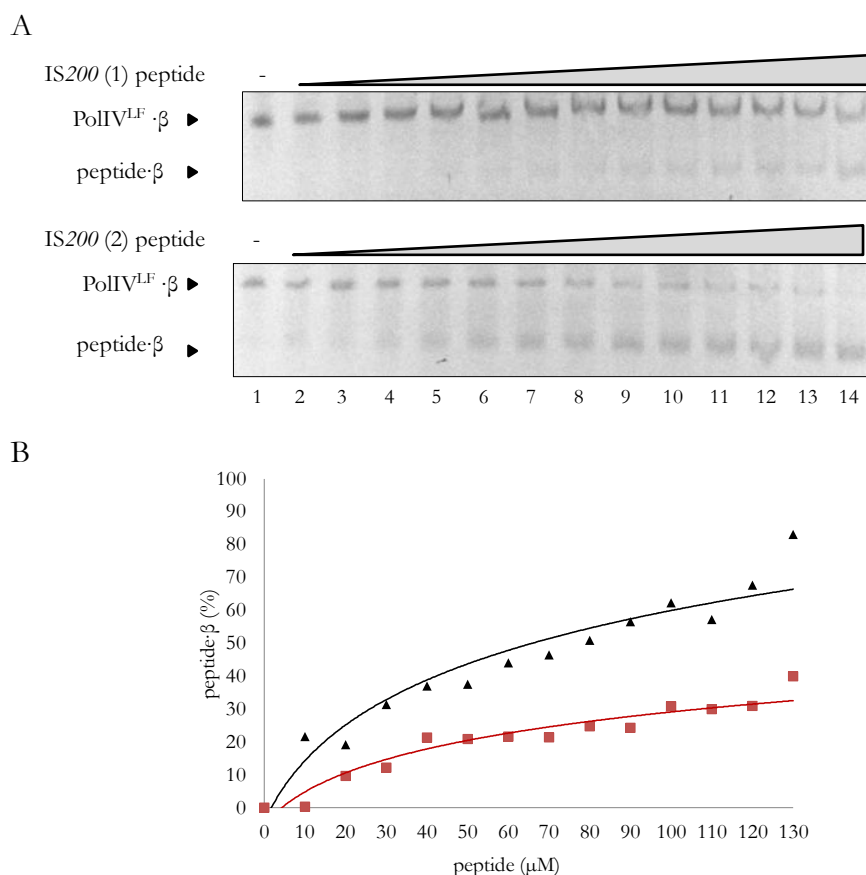 A
IS200 (1) peptide -
PolIVLF ·β
peptide·β
IS200 (2) peptide -
PolIVLF ·β
peptide·β
1 2 3 4 5 6 7 8 9 10 11 12 13 14
B
100
90
80
70
60
50
40
30
20
10
0
peptide·β (%)
0 10 20 30 40 50 60 70 80 90 100 110 120 130
peptide (μM)